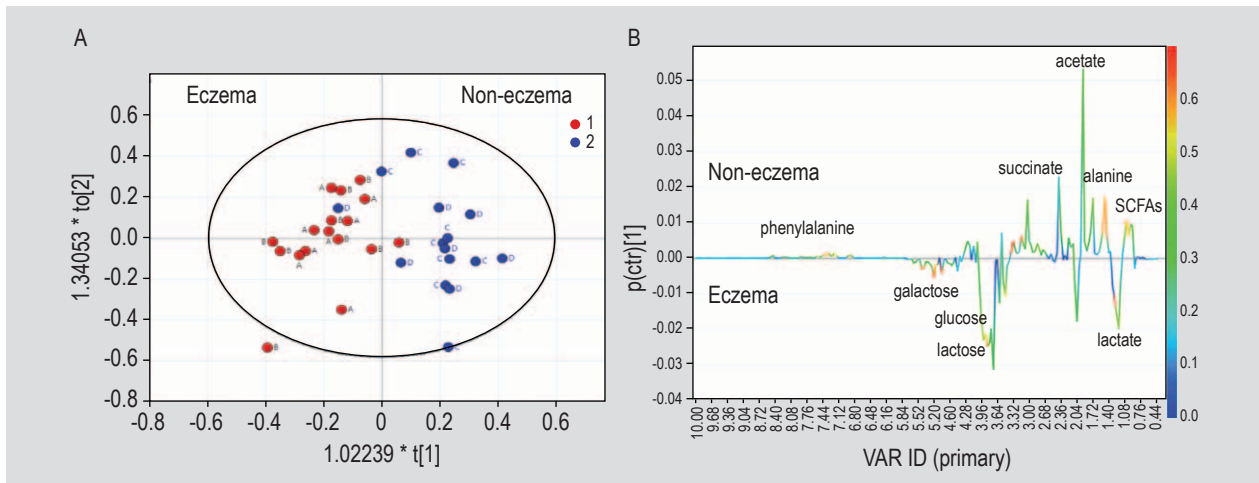 A
Eczema
Non-eczema
1
2
0.6
0.4
0.2
0.0
-0.2
-0.4
-0.6
-0.8
-0.8 -0.6 -0.4 -0.2 0 0.2 0.4 0.6 0.8
1.34053 * to[2]
1.02239 * t[1]
B
acetate
succinate
alanine
SCFAs
Non-eczema
phenylalanine
Eczema
galactose
glucose
lactose
lactate
0.05
0.04
0.03
0.02
0.01
0.00
-0.01
-0.02
-0.03
-0.04
p(ctr)[1]
10.00 9.68 9.36 9.04 8.72 8.40 8.08 7.76 7.44 7.12 6.80 6.48 6.16 5.84 5.52 5.20 4.60 4.28 3.96 3.64 3.32 3.00 2.68 2.36 2.04 1.72 1.40 1.08 0.76 0.44
VAR ID (primary)
0.6
0.5
0.4
0.3
0.2
0.1
0.0